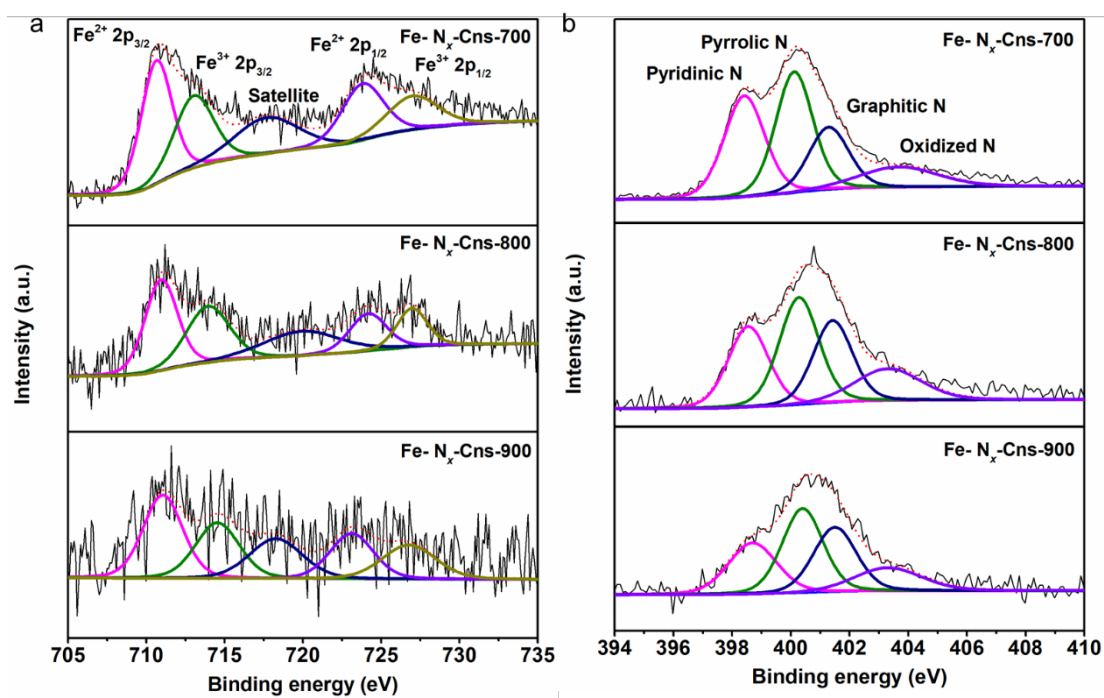 a
Fe2+ 2p3/2
Fe3+ 2p3/2
Satellite
Fe2+ 2p1/2
Fe3+ 2p1/2
Fe- Nx-Cns-700
Fe- Nx-Cns-800
Fe- Nx-Cns-900
Intensity (a.u.)
705 710 715 720 725 730 735
Binding energy (eV)
b
Pyridinic N
Pyrrolic N
Graphitic N
Oxidized N
Fe- Nx-Cns-700
Fe- Nx-Cns-800
Fe- Nx-Cns-900
Intensity (a.u.)
394 396 398 400 402 404 406 408 410
Binding energy (eV)